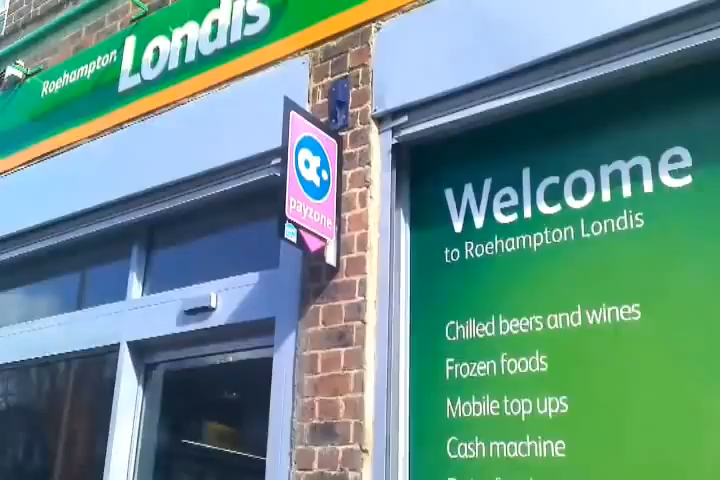 Roehampton Londis
payzone
Welcome
to Roehampton Londis
Chilled beers and wines
Frozen foods
Mobile top ups
Cash machine